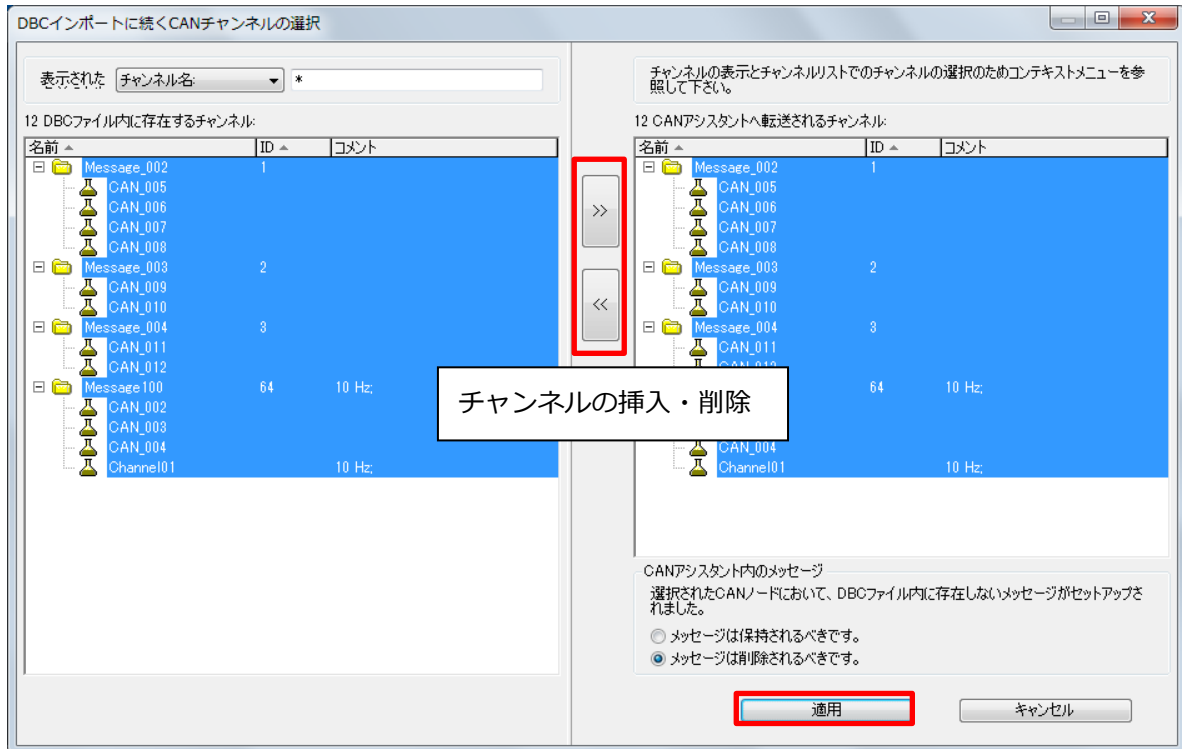 DBCインポートに続くCANチャンネルの選択
表示された チャンネル名: *
チャンネルの表示とチャンネルリストでのチャンネルの選択のためコンテキストメニューを参
照して下さい。
12 DBCファイル内に存在するチャンネル:
名前 ID コメント
Message_002 1
CAN_005
CAN_006
CAN_007
CAN_008
Message_003 2
CAN_009
CAN_010
Message_004 3
CAN_011
CAN_012
Message100 64 10 Hz;
CAN_002
CAN_003
CAN_004
Channel01 10 Hz;
>>
<<
チャンネルの挿入・削除
12 CANアシスタントへ転送されるチャンネル:
名前 ID コメント
Message_002 1
CAN_005
CAN_006
CAN_007
CAN_008
Message_003 2
CAN_009
CAN_010
Message_004 3
CAN_011
64 10 Hz;
CAN_004
Channel01 10 Hz;
CANアシスタント内のメッセージ
選択されたCANノードにおいて、DBCファイル内に存在しないメッセージがセットアップさ
れました。
メッセージは保持されるべきです。
メッセージは削除されるべきです。
適用
キャンセル